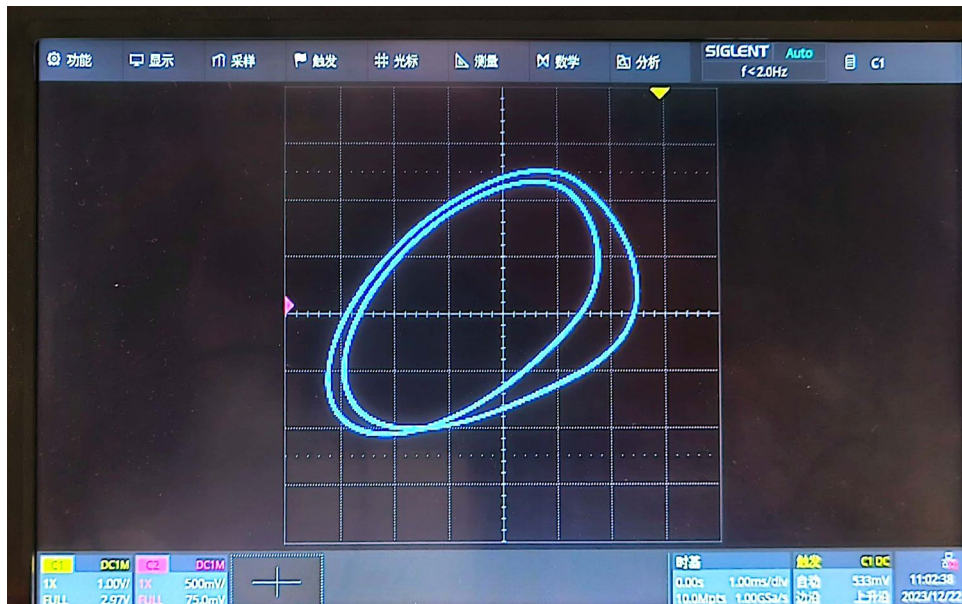 功能 显示 采样 触发 光标 测量 数学 分析
SIGLENT Auto
f < 2.0Hz
C1
C1 DC1M
1X 1.00V/
FULL 2.97V
C2 DC1M
1X 500mV/
FULL 75.0mV
时基
0.00s 1.00ms/div
10.0Mpts 1.00GSa/s
触发 C1 DC
自动 533mV
边沿 上升沿
11:02:38
2023/12/22